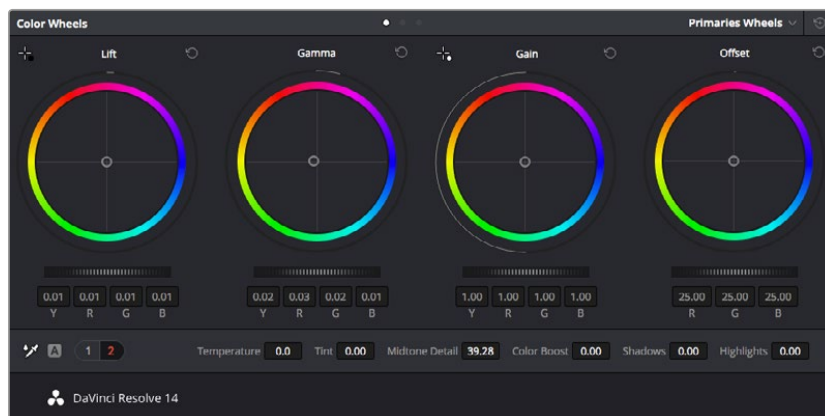 Color Wheels Primaries Wheels
Lift Gamma Gain Offset
0.01 0.01 0.01 0.01 0.02 0.03 0.02 0.01 1.00 1.00 1.00 1.00 25.00 25.00 25.00
Y R G B Y R G B Y R G B R G B
A 1 2 Temperature 0.0 Tint 0.00 Midtone Detail 39.28 Color Boost 0.00 Shadows 0.00 Highlights 0.00
DaVinci Resolve 14